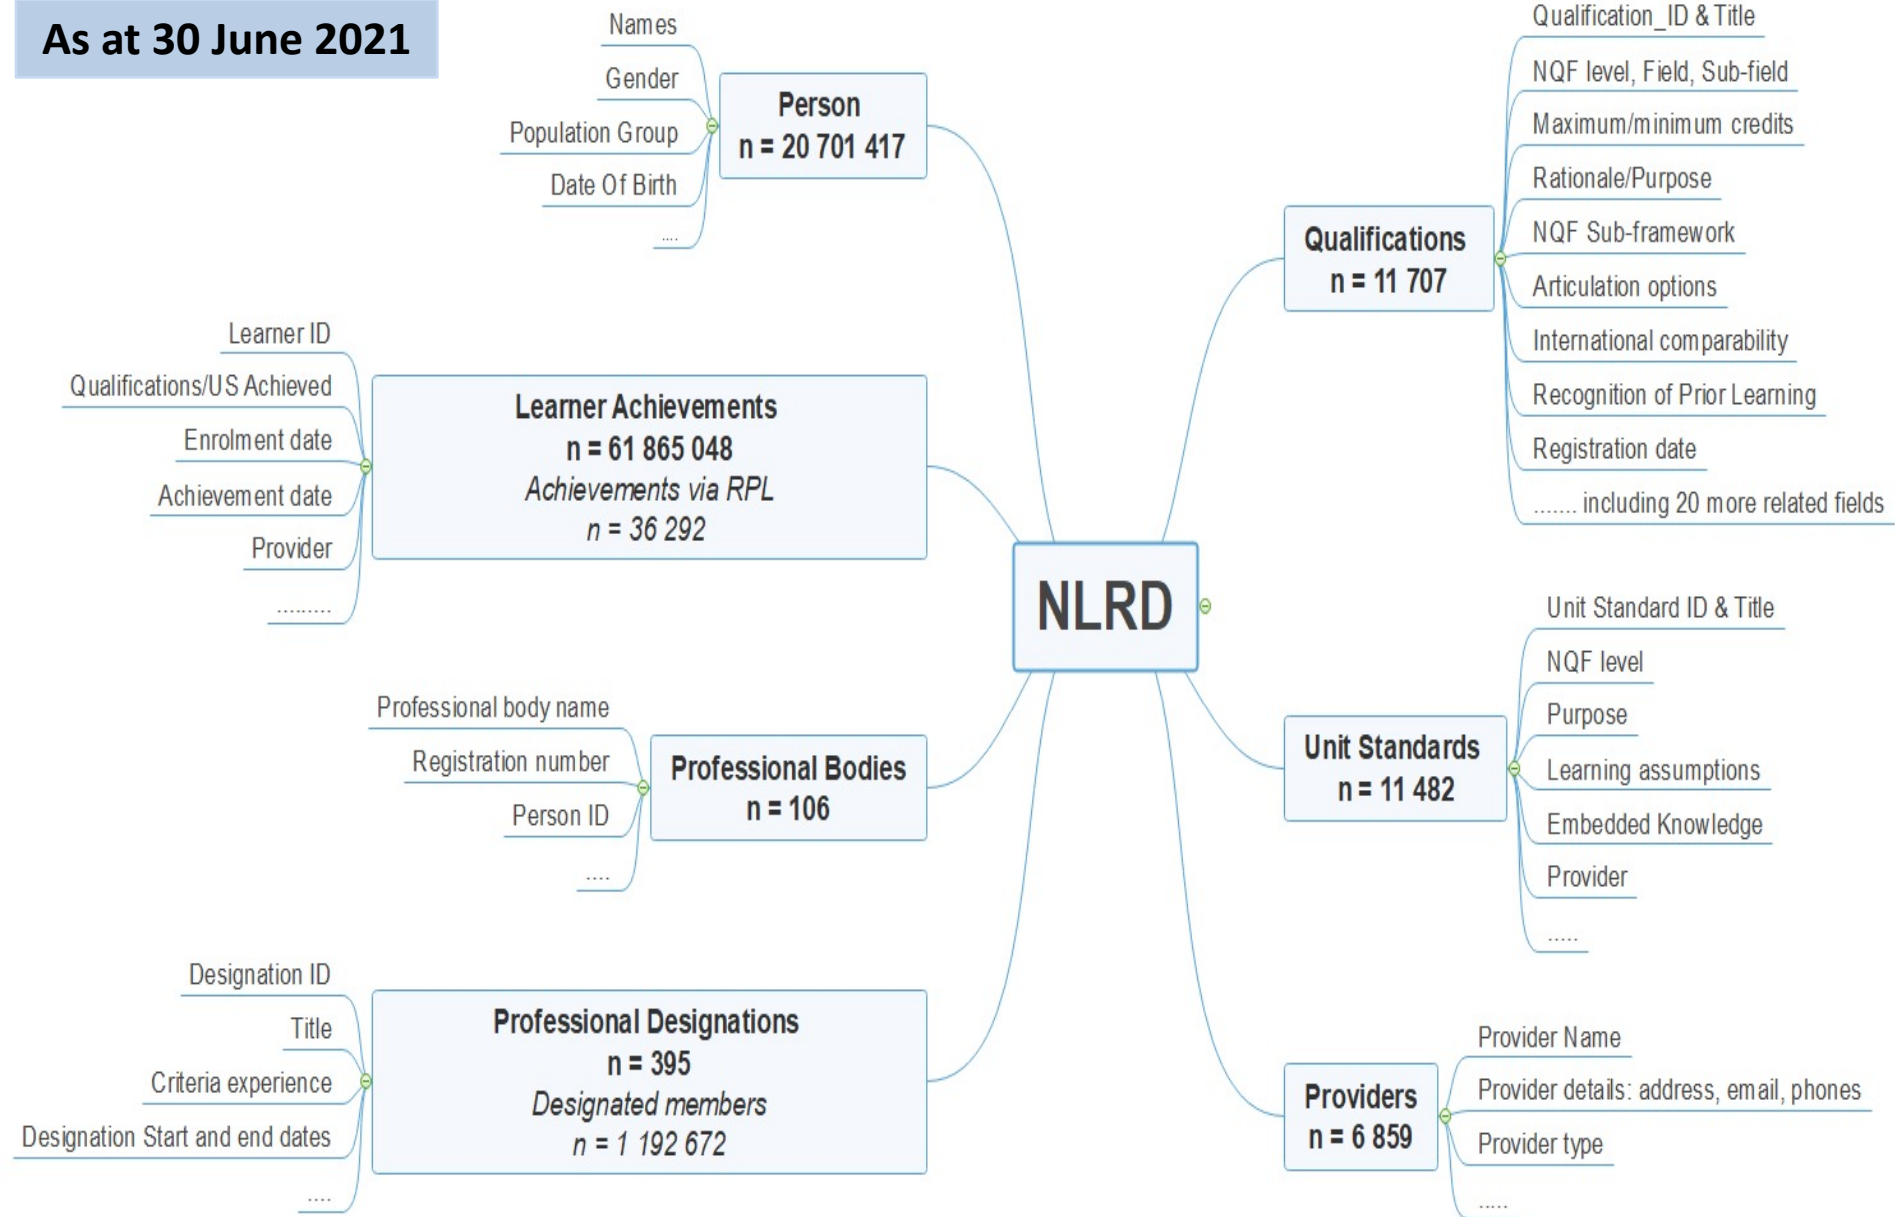 As at 30 June 2021
Names
Gender
Population Group
Date Of Birth
....
Person
n = 20 701 417
Learner ID
Qualifications/US Achieved
Enrolment date
Achievement date
Provider
.........
Learner Achievements
n = 61 865 048
Achievements via RPL
n = 36 292
Professional body name
Registration number
Person ID
....
Professional Bodies
n = 106
Designation ID
Title
Criteria experience
Designation Start and end dates
....
Professional Designations
n = 395
Designated members
n = 1 192 672
NLRD
Qualifications
n = 11 707
Qualification_ID & Title
NQF level, Field, Sub-field
Maximum/minimum credits
Rationale/Purpose
NQF Sub-framework
Articulation options
International comparability
Recognition of Prior Learning
Registration date
....... including 20 more related fields
Unit Standards
n = 11 482
Unit Standard ID & Title
NQF level
Purpose
Learning assumptions
Embedded Knowledge
Provider
.....
Providers
n = 6 859
Provider Name
Provider details: address, email, phones
Provider type
.....